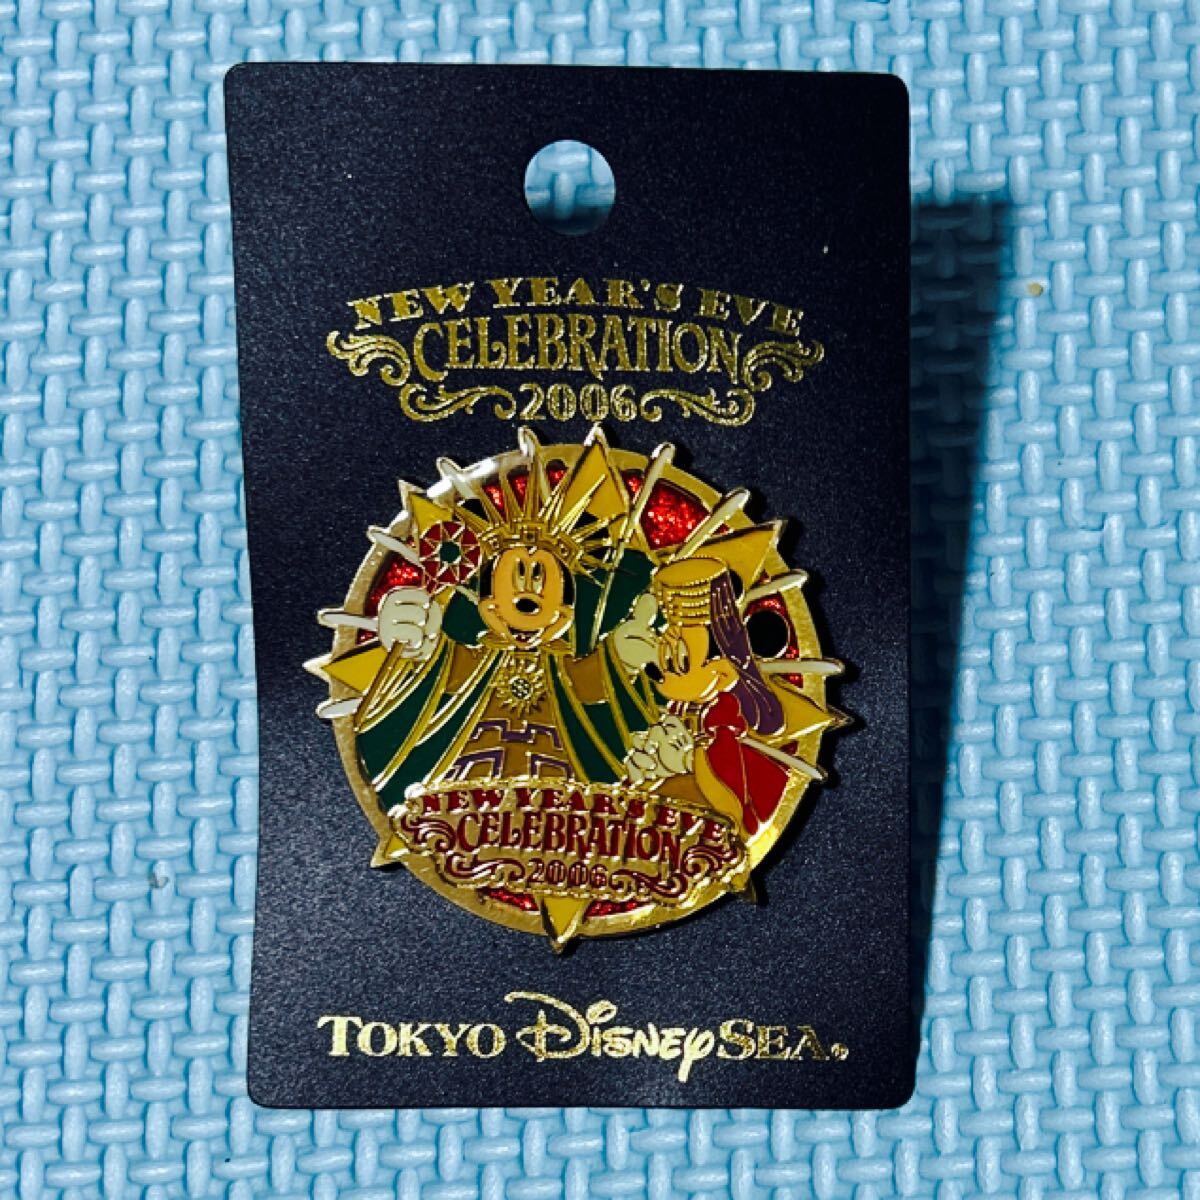 NEW YEAR'S EVE
CELEBRATION
2006
NEW YEAR'S EVE
CELEBRATION
2006
TOKYO DISNEYSEA®